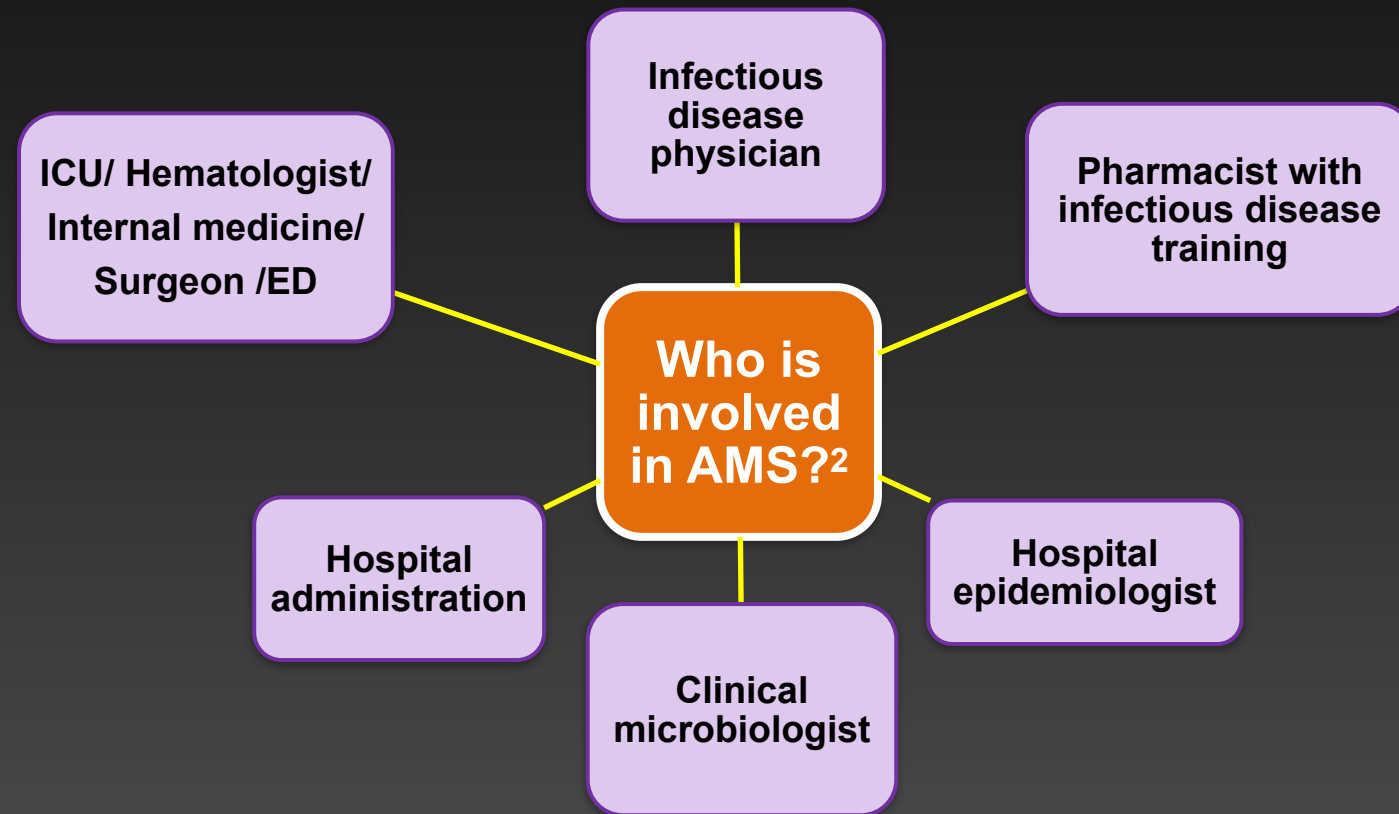 Infectious
disease
physician
ICU/ Hematologist/
Internal medicine/
Surgeon /ED
Pharmacist with
infectious disease
training
Who is
involved
in AMS?²
Hospital
administration
Hospital
epidemiologist
Clinical
microbiologist